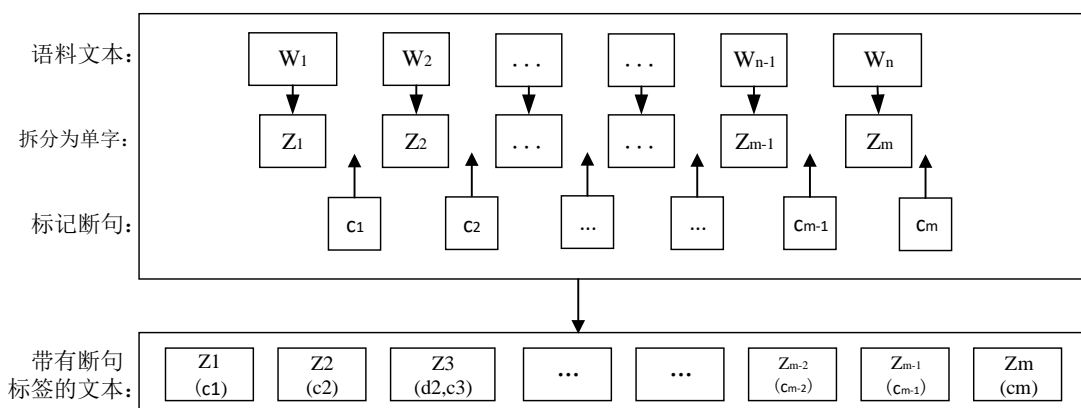 语料文本： W1 W2 ... ... Wn-1 Wn
拆分为单字： Z1 Z2 ... ... Zm-1 Zm
标记断句： c1 c2 ... ... cm-1 cm
带有断句
标签的文本：
Z1 Z2 Z3 ... ... Zm-2 Zm-1 Zm
(c1) (c2) (d2,c3) (cm-2) (cm-1) (cm)